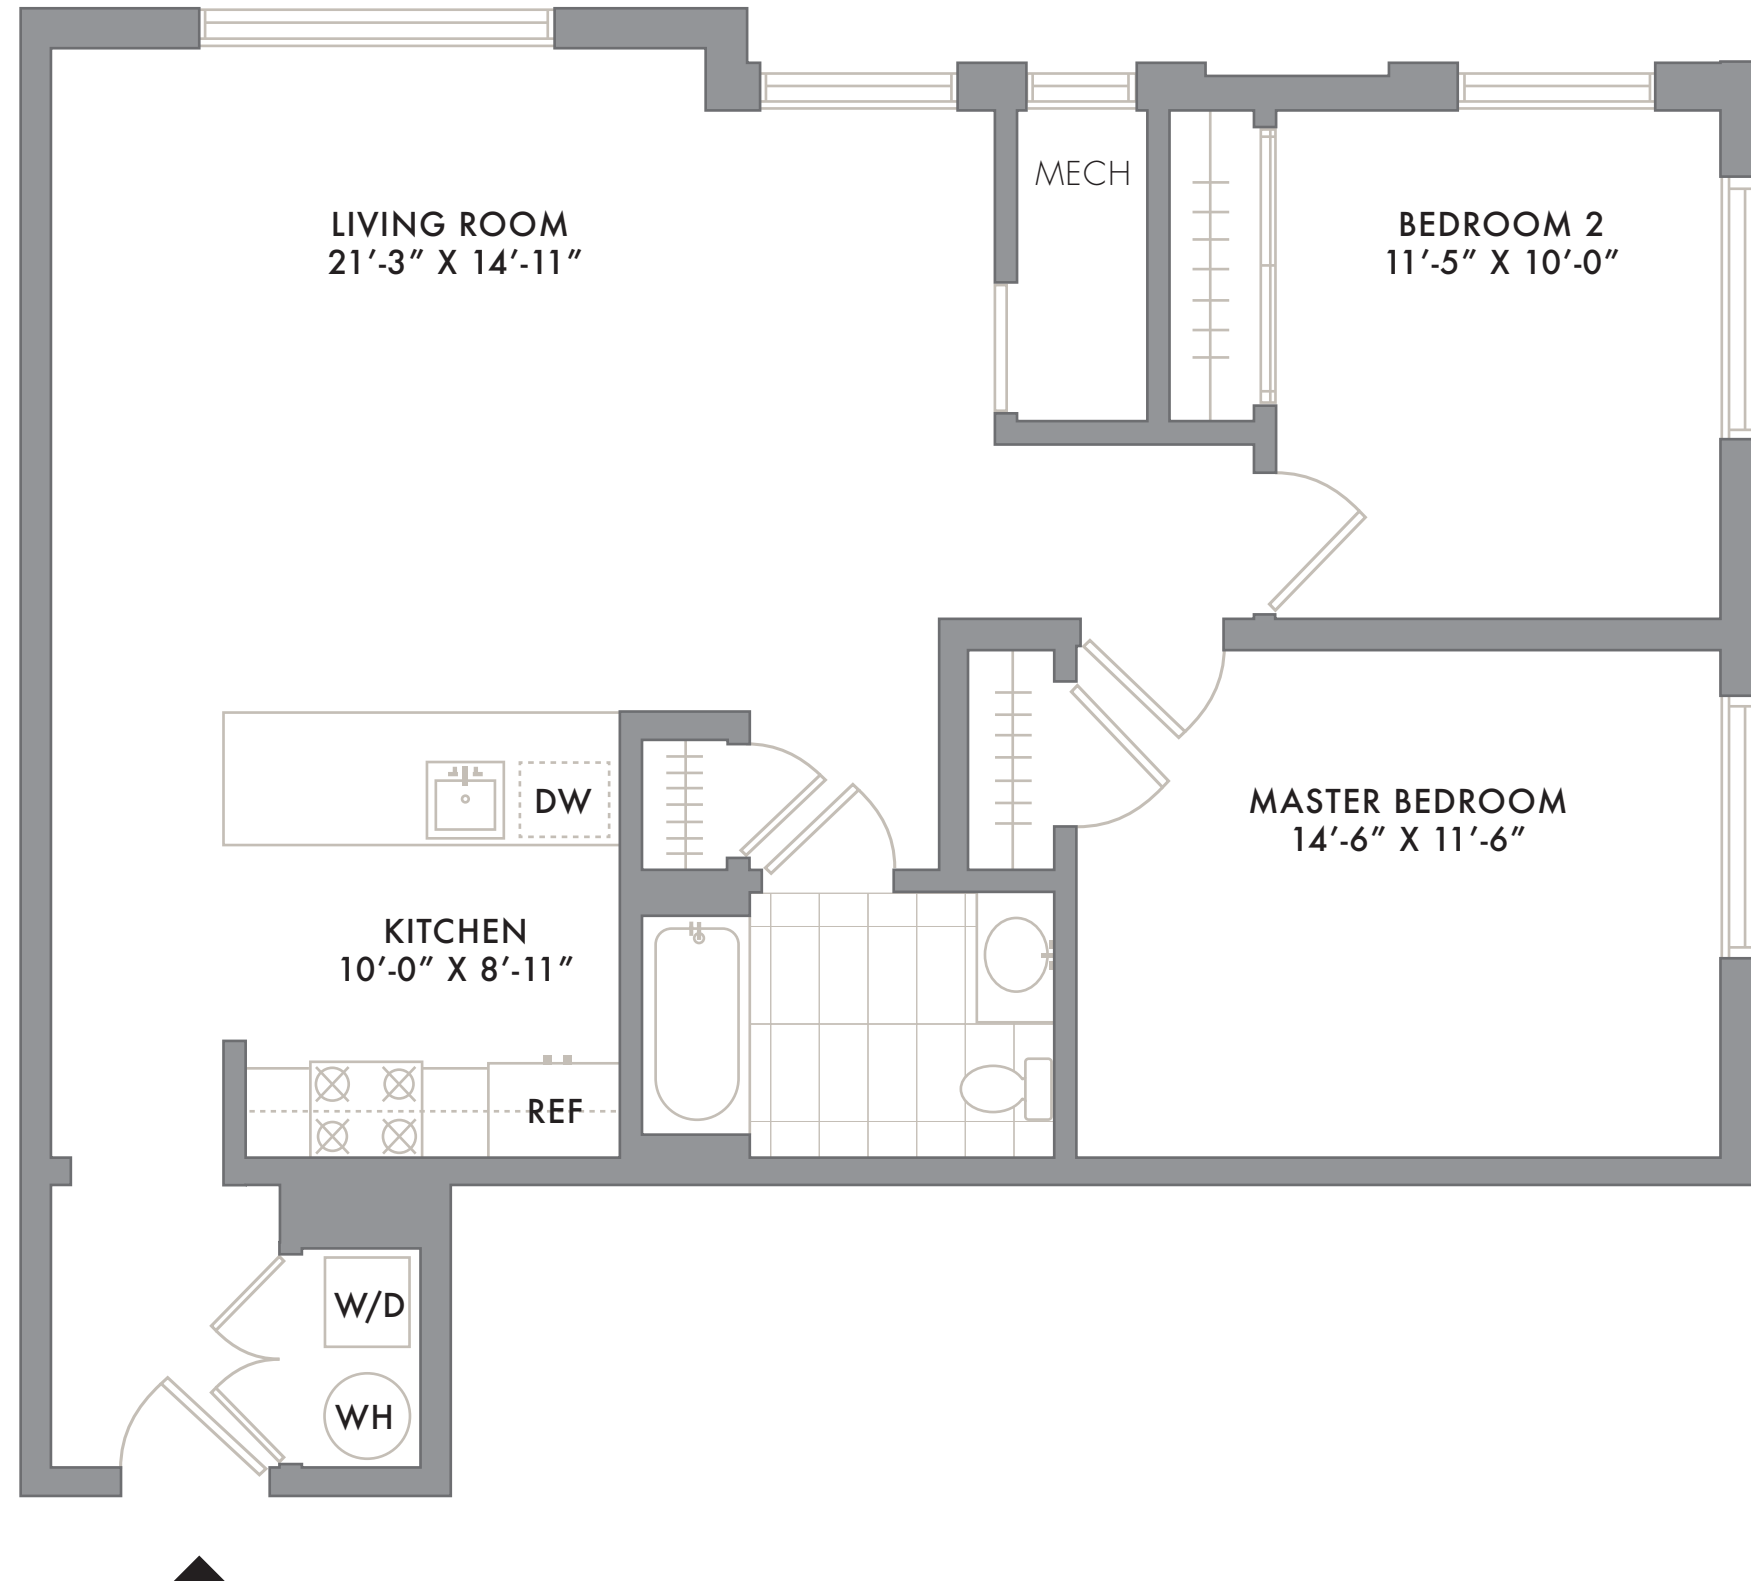 MECH
LIVING ROOM
21′-3″ X 14′-11″
BEDROOM 2
11′-5″ X 10′-0″
DW
MASTER BEDROOM
14′-6″ X 11′-6″
KITCHEN
10′-0″ X 8′-11″
REF
W/D
WH